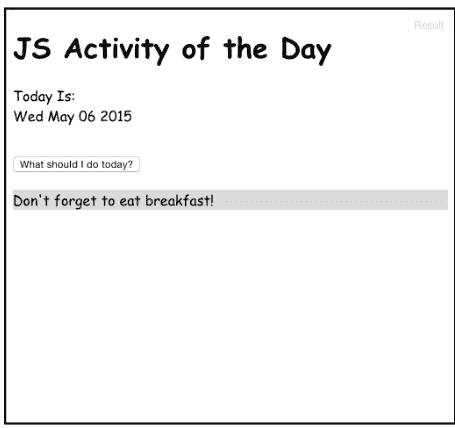 Result
JS Activity of the Day
Today Is:
Wed May 06 2015
What should I do today?
Don't forget to eat breakfast!